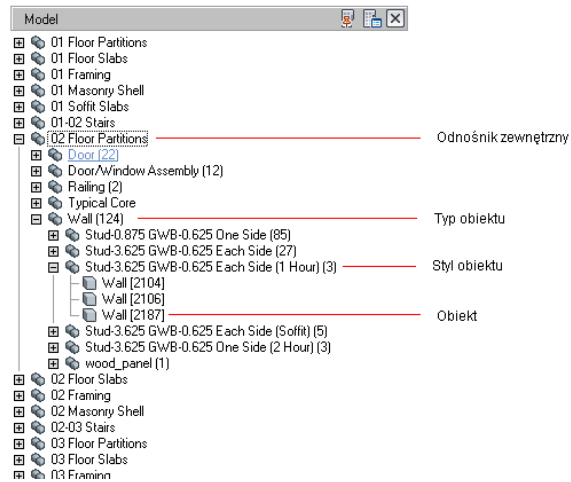 Model
01 Floor Partitions
01 Floor Slabs
01 Framing
01 Masonry Shell
01 Soffit Slabs
01-02 Stairs
02 Floor Partitions Odnośnik zewnętrzny
Door (22)
Door/Window Assembly (12)
Railing (2)
Typical Core
Wall (124) Typ obiektu
Stud-0.875 GWB-0.625 One Side (85)
Stud-3.625 GWB-0.625 Each Side (27)
Stud-3.625 GWB-0.625 Each Side (1 Hour) (3) Styl obiektu
Wall [2104]
Wall [2106]
Wall [2187] Obiekt
Stud-3.625 GWB-0.625 Each Side (Soffit) (5)
Stud-3.625 GWB-0.625 One Side (2 Hour) (3)
wood_panel (1)
02 Floor Slabs
02 Framing
02 Masonry Shell
02-03 Stairs
03 Floor Partitions
03 Floor Slabs
03 Framing